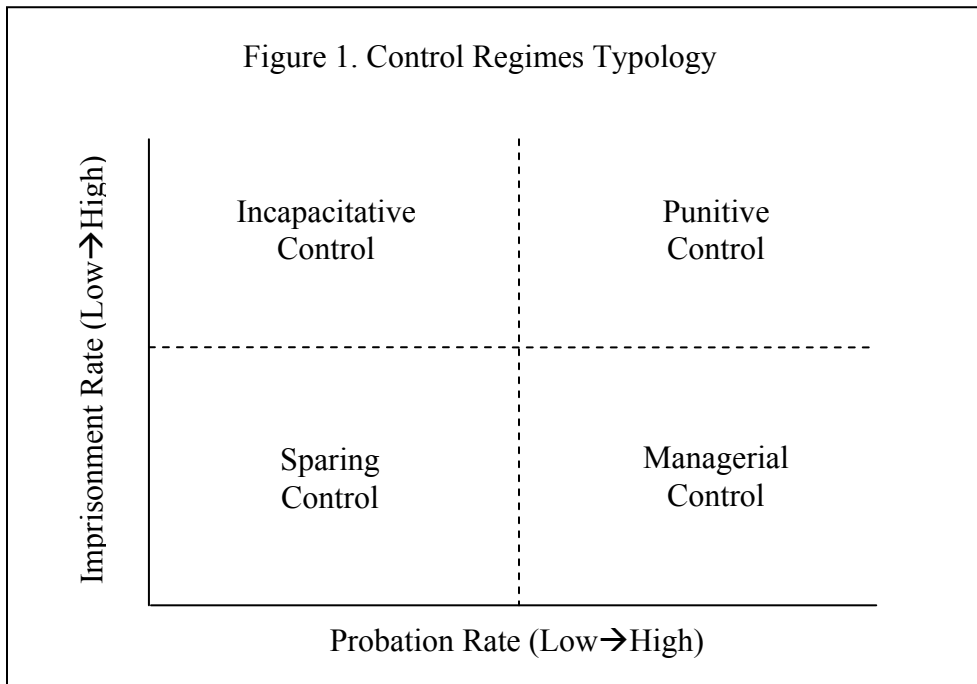 Figure 1. Control Regimes Typology
Imprisonment Rate (Low→High)
Incapacitative
Control
Punitive
Control
Sparing
Control
Managerial
Control
Probation Rate (Low→High)